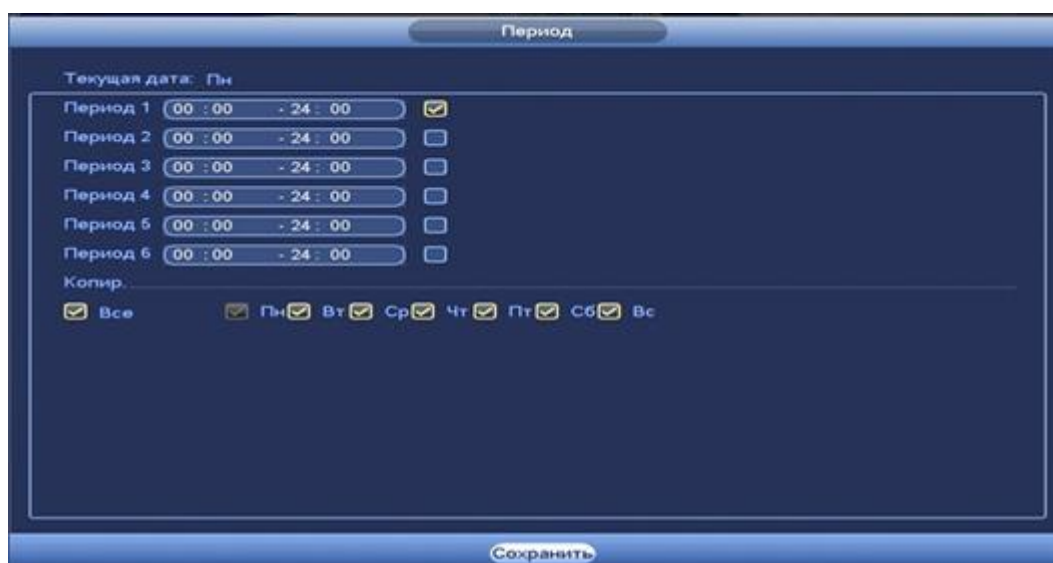 Период
Текущая дата: Пн
Период 1 00 : 00 - 24 : 00
Период 2 00 : 00 - 24 : 00
Период 3 00 : 00 - 24 : 00
Период 4 00 : 00 - 24 : 00
Период 5 00 : 00 - 24 : 00
Период 6 00 : 00 - 24 : 00
Копир.
Все Пн Вт Ср Чт Пт Сб Вс
Сохранить